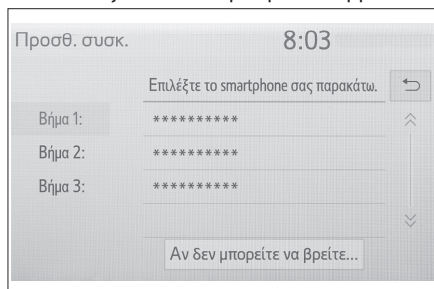 Προσθ. συσκ.
8:03
Επιλέξτε το smartphone σας παρακάτω.
Βήμα 1:
**********
Βήμα 2:
**********
Βήμα 3:
**********
Αν δεν μπορείτε να βρείτε...